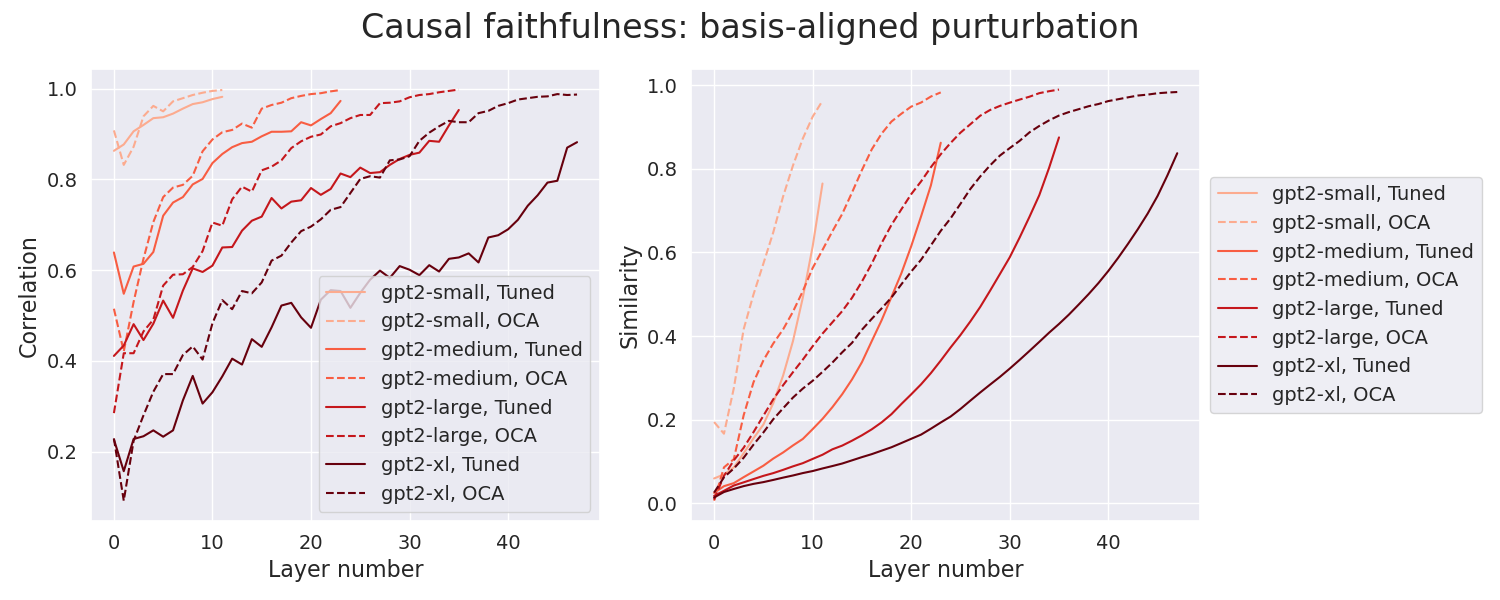 Causal faithfulness: basis-aligned purturbation
Correlation
1.0
0.8
0.6
0.4
0.2
0
10
20
30
40
Layer number
gpt2-small, Tuned
gpt2-small, OCA
gpt2-medium, Tuned
gpt2-medium, OCA
gpt2-large, Tuned
gpt2-large, OCA
gpt2-xl, Tuned
gpt2-xl, OCA
Similarity
1.0
0.8
0.6
0.4
0.2
0.0
0
10
20
30
40
Layer number
gpt2-small, Tuned
gpt2-small, OCA
gpt2-medium, Tuned
gpt2-medium, OCA
gpt2-large, Tuned
gpt2-large, OCA
gpt2-xl, Tuned
gpt2-xl, OCA